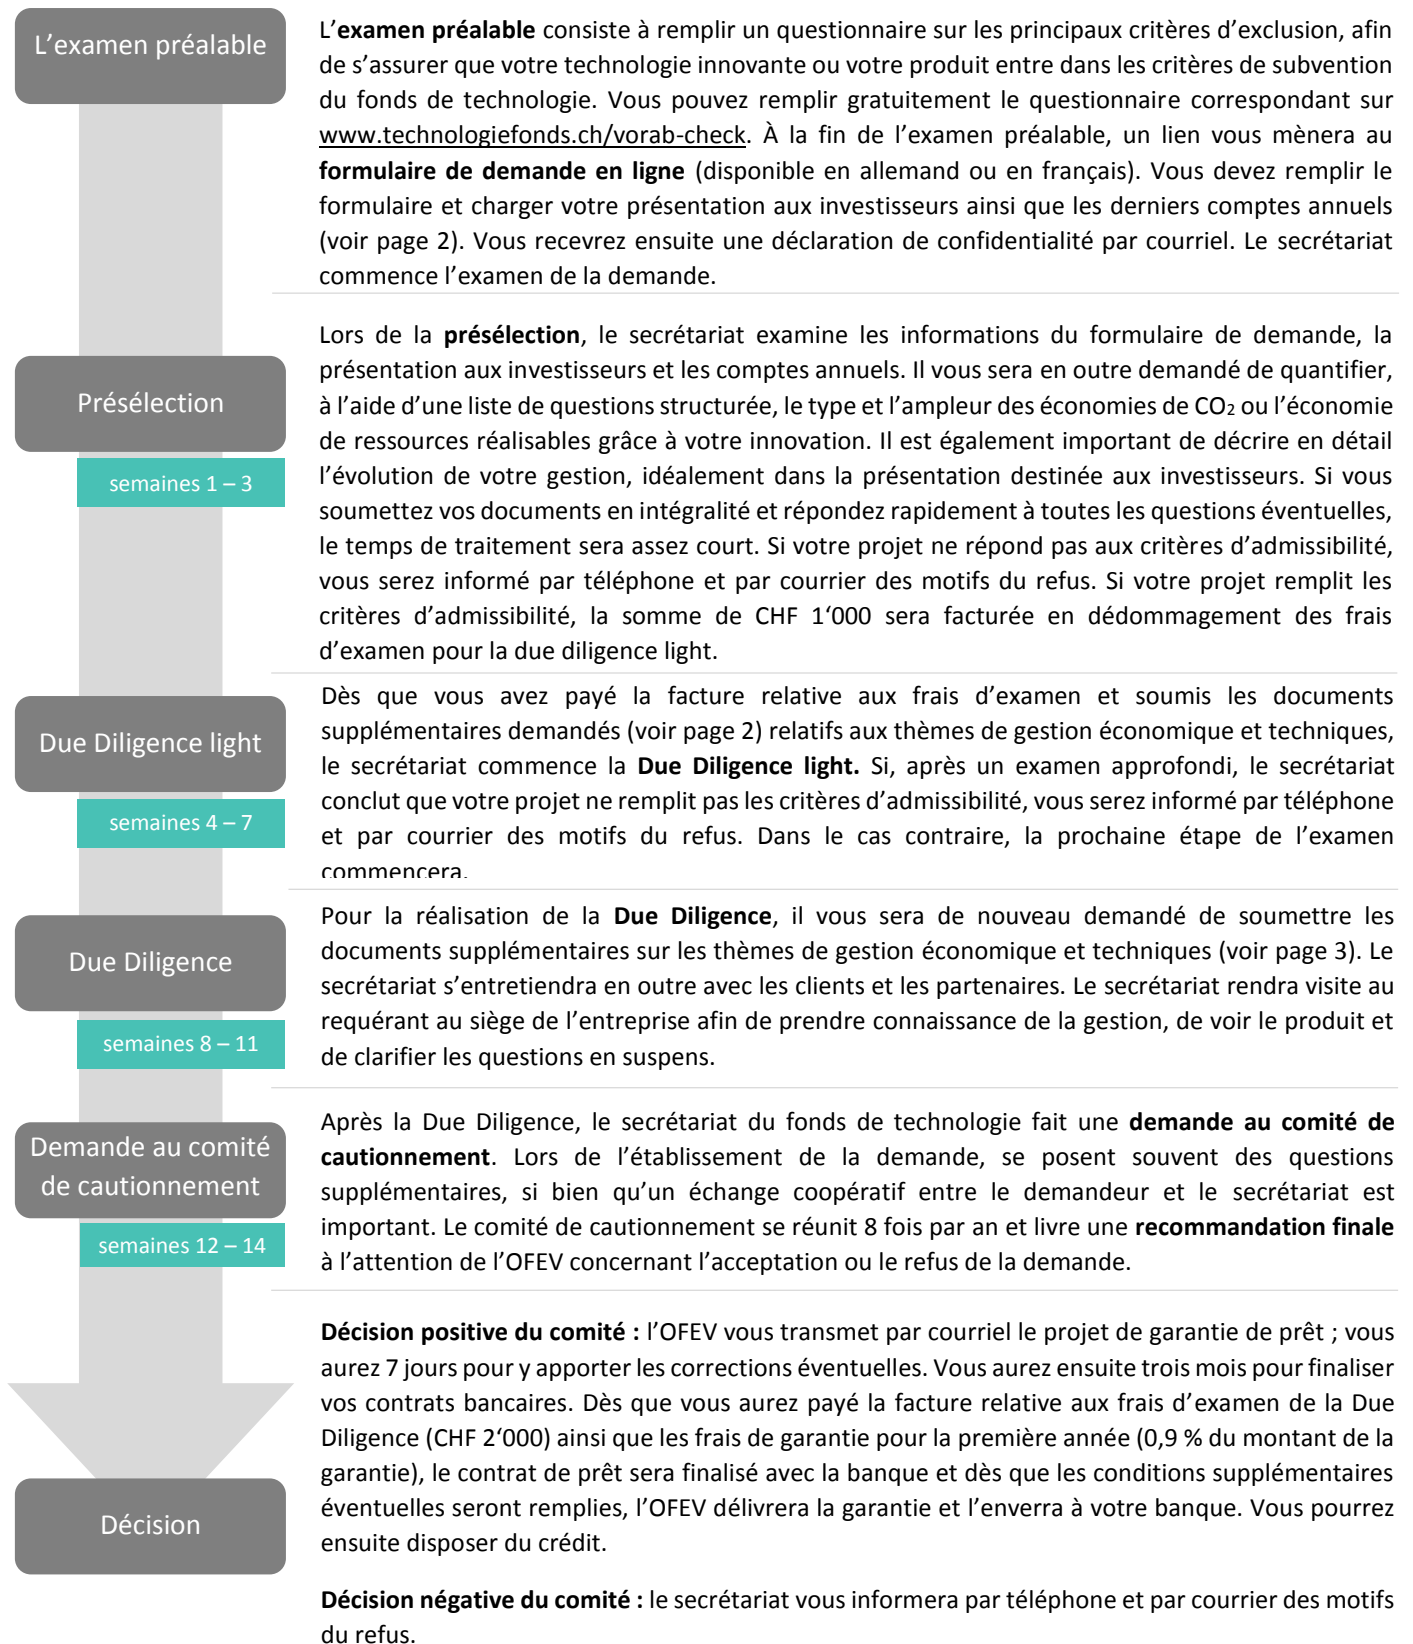 L'examen préalable
L'examen préalable consiste à remplir un questionnaire sur les principaux critères d'exclusion, afin
de s'assurer que votre technologie innovante ou votre produit entre dans les critères de subvention
du fonds de technologie. Vous pouvez remplir gratuitement le questionnaire correspondant sur
www.technologiefonds.ch/vorab-check. À la fin de l'examen préalable, un lien vous mènera au
formulaire de demande en ligne (disponible en allemand ou en français). Vous devez remplir le
formulaire et charger votre présentation aux investisseurs ainsi que les derniers comptes annuels
(voir page 2). Vous recevrez ensuite une déclaration de confidentialité par courriel. Le secrétariat
commence l'examen de la demande.
Présélection
semaines 1 – 3
Lors de la présélection, le secrétariat examine les informations du formulaire de demande, la
présentation aux investisseurs et les comptes annuels. Il vous sera en outre demandé de quantifier,
à l'aide d'une liste de questions structurée, le type et l'ampleur des économies de CO2 ou l'économie
de ressources réalisables grâce à votre innovation. Il est également important de décrire en détail
l'évolution de votre gestion, idéalement dans la présentation destinée aux investisseurs. Si vous
soumettez vos documents en intégralité et répondez rapidement à toutes les questions éventuelles,
le temps de traitement sera assez court. Si votre projet ne répond pas aux critères d'admissibilité,
vous serez informé par téléphone et par courrier des motifs du refus. Si votre projet remplit les
critères d'admissibilité, la somme de CHF 1'000 sera facturée en dédommagement des frais
d'examen pour la due diligence light.
Due Diligence light
semaines 4 – 7
Dès que vous avez payé la facture relative aux frais d'examen et soumis les documents
supplémentaires demandés (voir page 2) relatifs aux thèmes de gestion économique et techniques,
le secrétariat commence la Due Diligence light. Si, après un examen approfondi, le secrétariat
conclut que votre projet ne remplit pas les critères d'admissibilité, vous serez informé par téléphone
et par courrier des motifs du refus. Dans le cas contraire, la prochaine étape de l'examen
commencera.
Due Diligence
semaines 8 – 11
Pour la réalisation de la Due Diligence, il vous sera de nouveau demandé de soumettre les
documents supplémentaires sur les thèmes de gestion économique et techniques (voir page 3). Le
secrétariat s'entretiendra en outre avec les clients et les partenaires. Le secrétariat rendra visite au
requérant au siège de l'entreprise afin de prendre connaissance de la gestion, de voir le produit et
de clarifier les questions en suspens.
Demande au comité
de cautionnement
semaines 12 – 14
Après la Due Diligence, le secrétariat du fonds de technologie fait une demande au comité de
cautionnement. Lors de l'établissement de la demande, se posent souvent des questions
supplémentaires, si bien qu'un échange coopératif entre le demandeur et le secrétariat est
important. Le comité de cautionnement se réunit 8 fois par an et livre une recommandation finale
à l'attention de l'OFEV concernant l'acceptation ou le refus de la demande.
Décision
Décision positive du comité : l'OFEV vous transmet par courriel le projet de garantie de prêt ; vous
aurez 7 jours pour y apporter les corrections éventuelles. Vous aurez ensuite trois mois pour finaliser
vos contrats bancaires. Dès que vous aurez payé la facture relative aux frais d'examen de la Due
Diligence (CHF 2'000) ainsi que les frais de garantie pour la première année (0,9 % du montant de la
garantie), le contrat de prêt sera finalisé avec la banque et dès que les conditions supplémentaires
éventuelles seront remplies, l'OFEV délivrera la garantie et l'enverra à votre banque. Vous pourrez
ensuite disposer du crédit.
Décision négative du comité : le secrétariat vous informera par téléphone et par courrier des motifs
du refus.